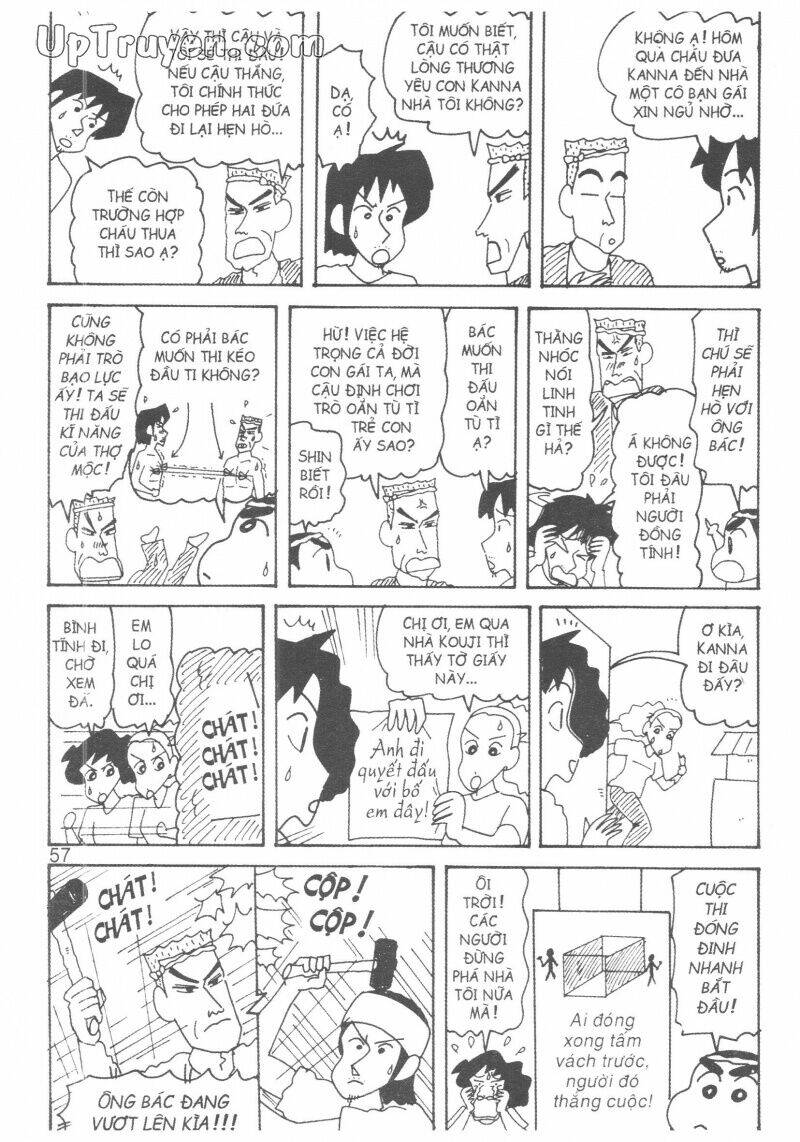 KHÔNG Ạ! HÔM
QUA CHÁU ĐƯA
KANNA ĐẾN NHÀ
MỘT CÔ BẠN GÁI
XIN NGỦ NHỜ...
TÔI MUỐN BIẾT,
CẬU CÓ THẬT
LÒNG THƯƠNG
YÊU CON KANNA
NHÀ TÔI KHÔNG?
DẠ,
CÓ
Ạ!
UpTruyen.com
VẬY THÌ CẬU VÀ
TÔI SẼ THI ĐẤU!
NẾU CẬU THẮNG,
TÔI CHÍNH THỨC
CHO PHÉP HAI ĐỨA
ĐI LẠI HẸN HÒ...
THẾ CÒN
TRƯỜNG HỢP
CHÁU THUA
THÌ SAO Ạ?
THÌ
CHÚ SẼ
PHẢI
HẸN
HÒ VỚI
ÔNG
BÁC!
THẰNG
NHÓC
NÓI
LINH
TINH
GÌ THẾ
HẢ?
Á KHÔNG
ĐƯỢC!
TÔI ĐÂU
PHẢI
NGƯỜI
ĐỒNG
TÍNH!
BÁC
MUỐN
THI
ĐẤU
OẲN
TÙ TÌ
Ạ?
HỪ! VIỆC HỆ
TRỌNG CẢ ĐỜI
CON GÁI TA, MÀ
CẬU ĐỊNH CHƠI
TRÒ OẲN TÙ TÌ
TRẺ CON
ẤY SAO?
SHIN
BIẾT
RỒI!
CÓ PHẢI BÁC
MUỐN THI KÉO
ĐẦU TI KHÔNG?
CŨNG
KHÔNG
PHẢI TRÒ
BẠO LỰC
ẤY! TA SẼ
THI ĐẤU
KĨ NĂNG
CỦA THỢ
MỘC!
Ơ KÌA,
KANNA
ĐI ĐÂU
ĐẤY?
CHỊ ƠI, EM QUA
NHÀ KOUJI THÌ
THẤY TỜ GIẤY
NÀY...
Anh đi
quyết đấu
với bố
em đây!
CHÁT!
CHÁT!
CHÁT!
EM
LO
QUÁ
CHỊ
ƠI...
BÌNH
TĨNH ĐI,
CHỜ
XEM
ĐÃ.
57
CUỘC
THI
ĐÓNG
ĐINH
NHANH
BẮT
ĐẦU!
Ai đóng
xong tấm
vách trước,
người đó
thắng cuộc!
ÔI
TRỜI!
CÁC
NGƯỜI
ĐỪNG
PHÁ NHÀ
TÔI NỮA
MÀ!
CỘP!
CỘP!
CHÁT!
CHÁT!
ÔNG BÁC ĐANG
VƯỢT LÊN KÌA!!!